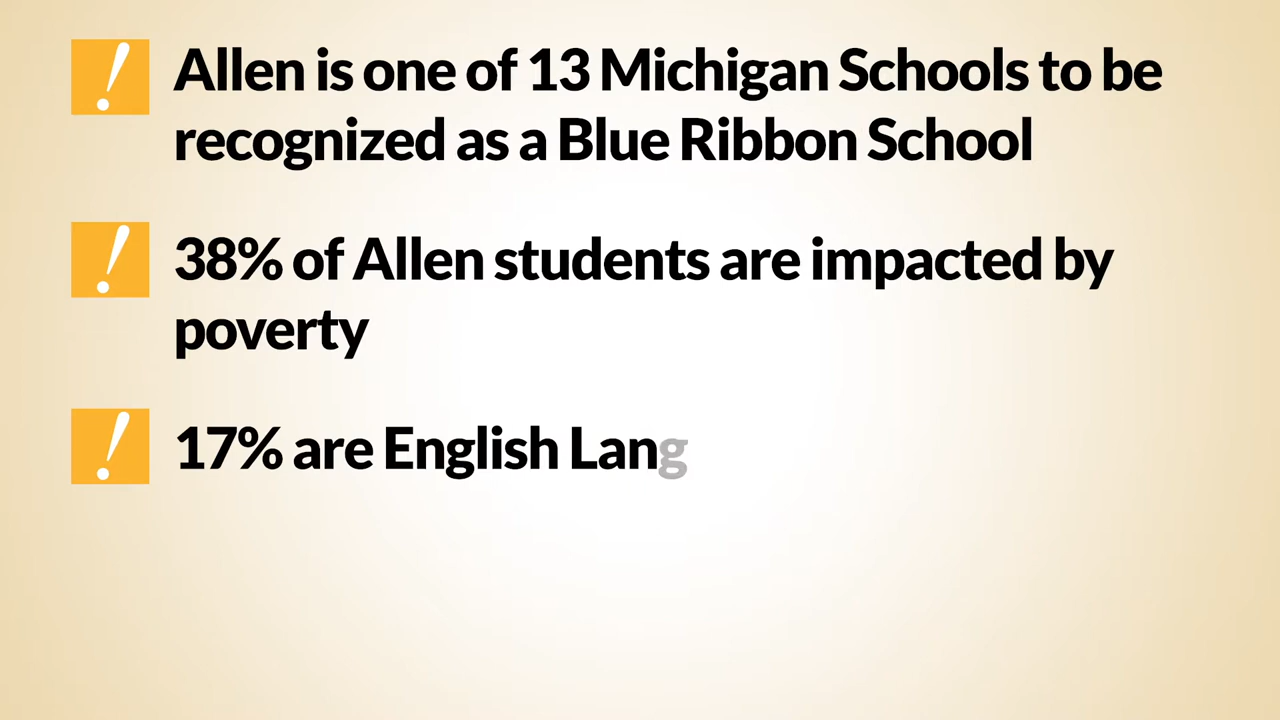 Allen is one of 13 Michigan Schools to be
recognized as a Blue Ribbon School
38% of Allen students are impacted by
poverty
17% are English Lang